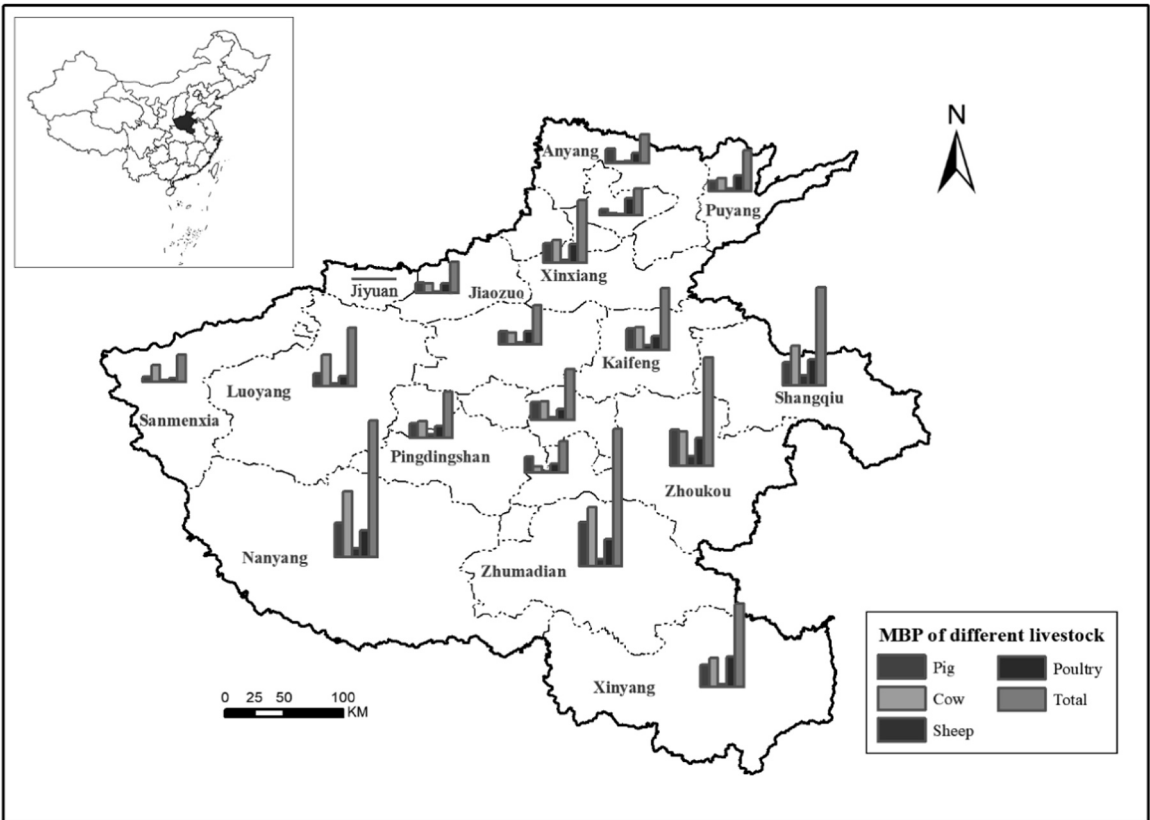 N
Anyang
Puyang
Xinxiang
Jiyuan
Jiaozuo
Kaifeng
Luoyang
Shangqiu
Sanmenxia
Pingdingshan
Zhoukou
Nanyang
Zhumadian
Xinyang
0 25 50 100
KM
MBP of different livestock
Pig
Poultry
Cow
Total
Sheep